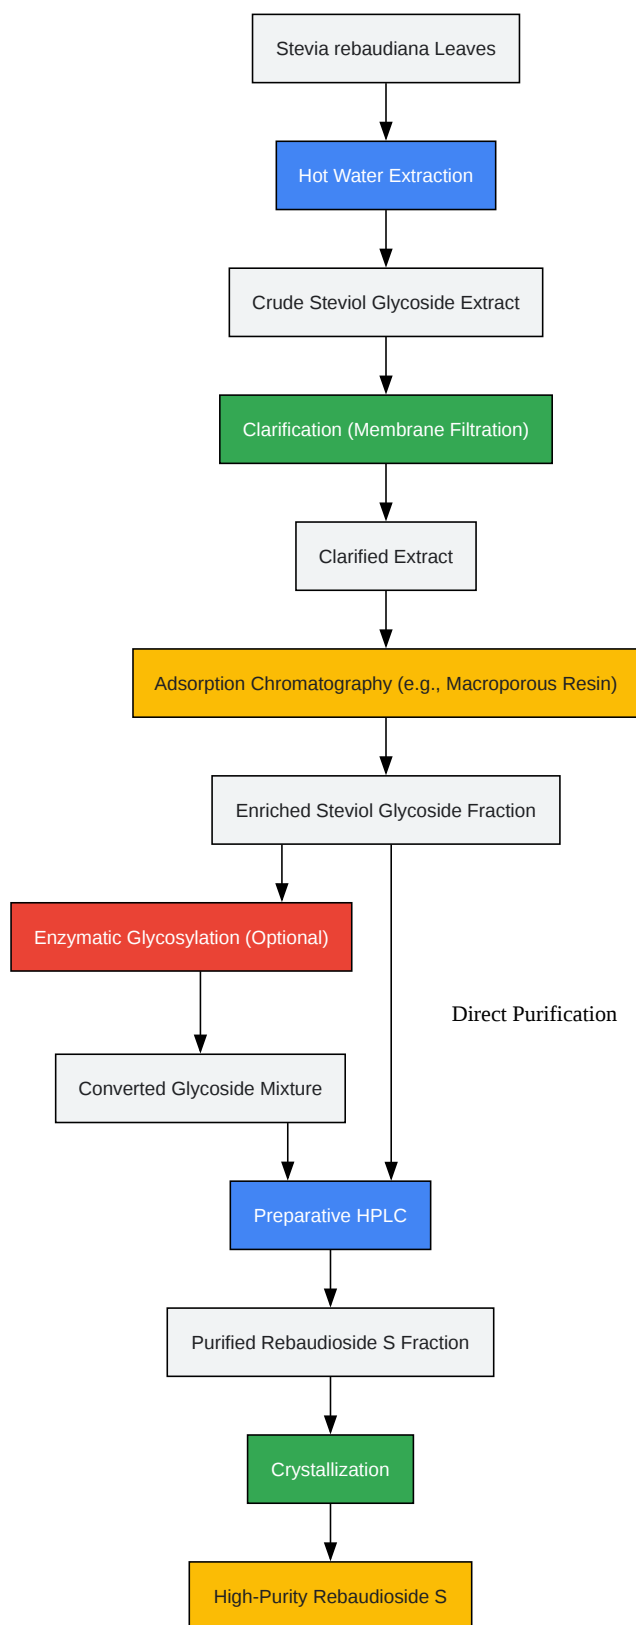 Stevia rebaudiana Leaves
Hot Water Extraction
Crude Steviol Glycoside Extract
Clarification (Membrane Filtration)
Clarified Extract
Adsorption Chromatography (e.g., Macroporous Resin)
Enriched Steviol Glycoside Fraction
Enzymatic Glycosylation (Optional)
Direct Purification
Converted Glycoside Mixture
Preparative HPLC
Purified Rebaudioside S Fraction
Crystallization
High-Purity Rebaudioside S